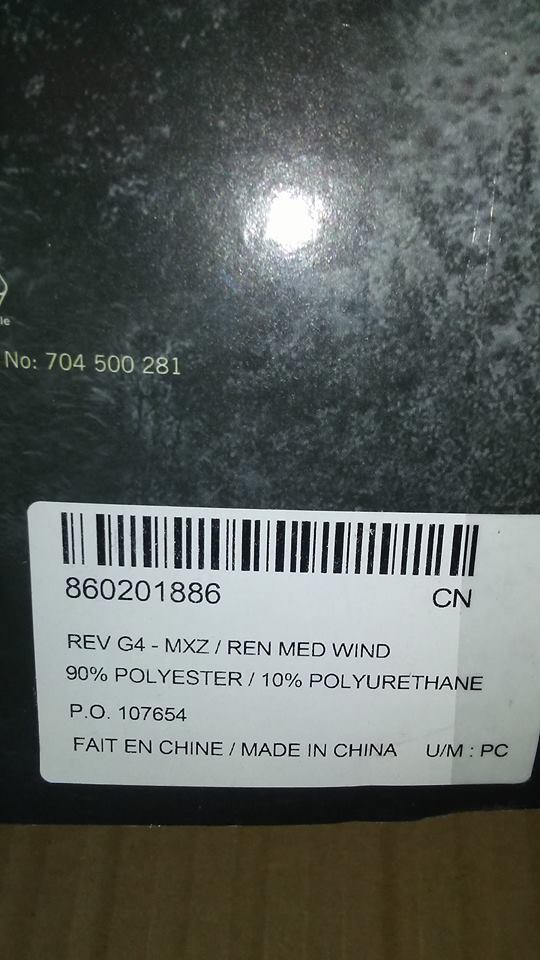 le
No: 704 500 281
860201886 CN
REV G4 - MXZ / REN MED WIND
90% POLYESTER / 10% POLYURETHANE
P.O. 107654
FAIT EN CHINE / MADE IN CHINA U/M : PC